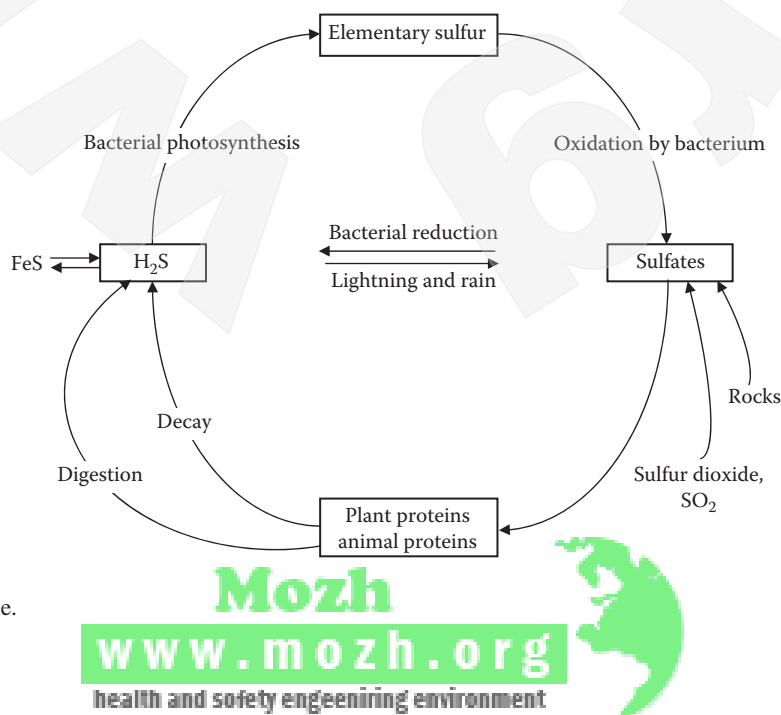 Elementary sulfur
Bacterial photosynthesis
Oxidation by bacterium
Bacterial reduction
FeS
H₂S
Sulfates
Lightning and rain
Rocks
Decay
Digestion
Sulfur dioxide,
SO₂
Plant proteins
animal proteins
Mozh
e.
www.mozh.org
health and sofety engeeniring environment